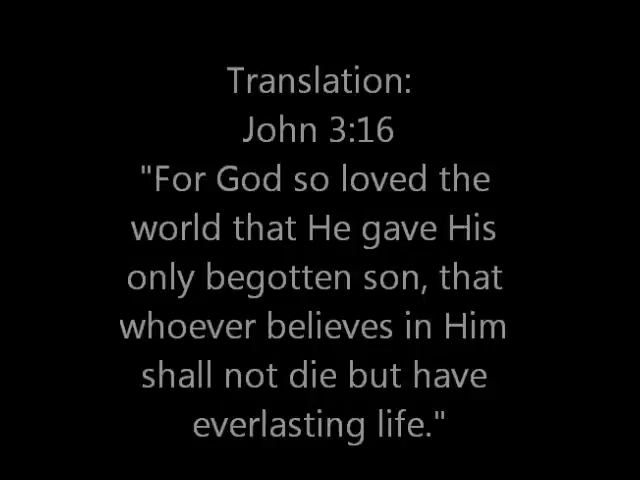 Translation:
John 3:16
"For God so loved the
world that He gave His
only begotten son, that
whoever believes in Him
shall not die but have
everlasting life."